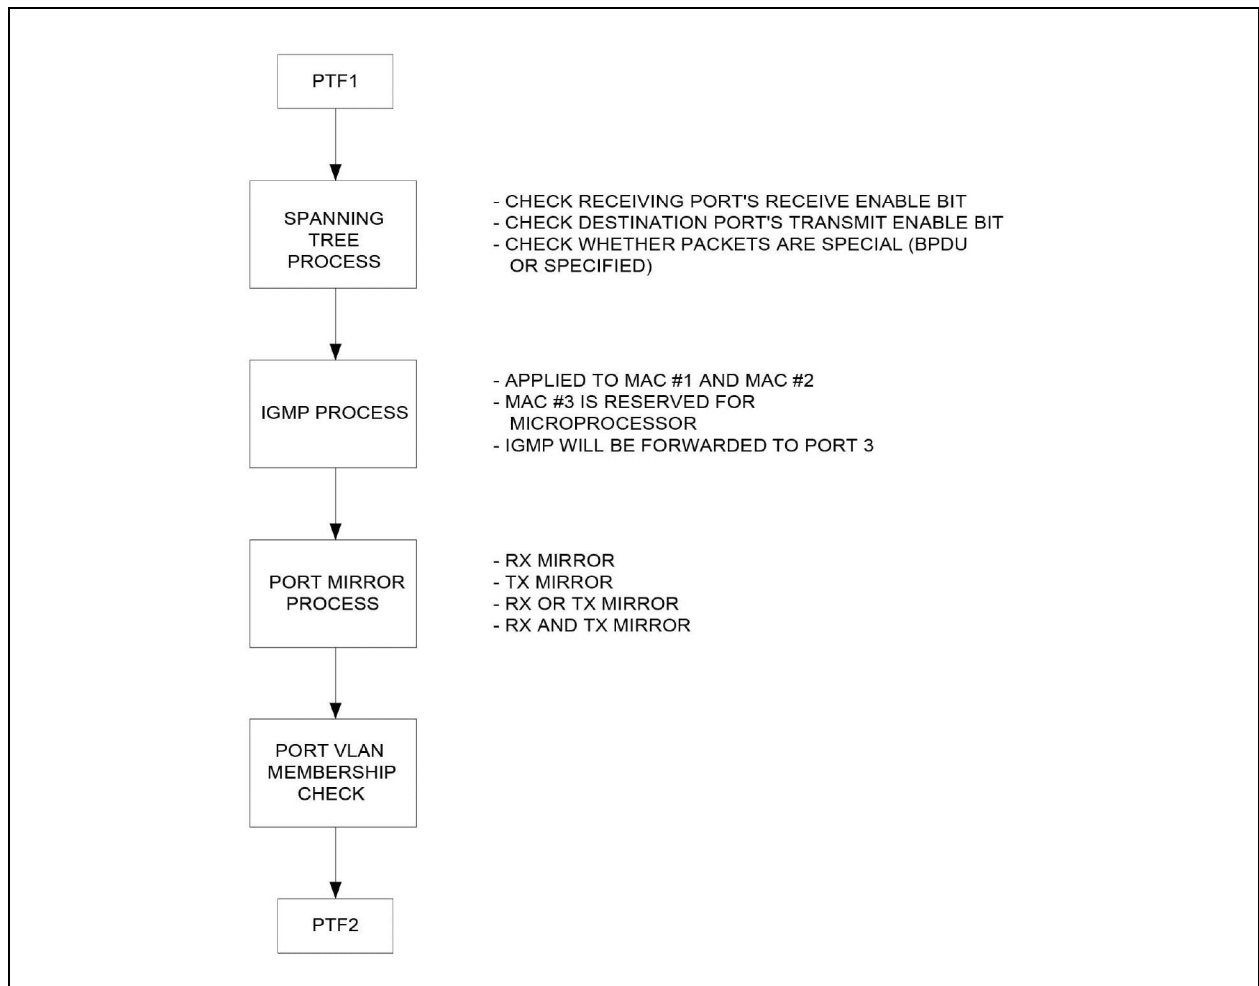 PTF1
SPANNING
TREE
PROCESS
- CHECK RECEIVING PORT'S RECEIVE ENABLE BIT
- CHECK DESTINATION PORT'S TRANSMIT ENABLE BIT
- CHECK WHETHER PACKETS ARE SPECIAL (BPDU
OR SPECIFIED)
IGMP PROCESS
- APPLIED TO MAC #1 AND MAC #2
- MAC #3 IS RESERVED FOR
MICROPROCESSOR
- IGMP WILL BE FORWARDED TO PORT 3
PORT MIRROR
PROCESS
- RX MIRROR
- TX MIRROR
- RX OR TX MIRROR
- RX AND TX MIRROR
PORT VLAN
MEMBERSHIP
CHECK
PTF2